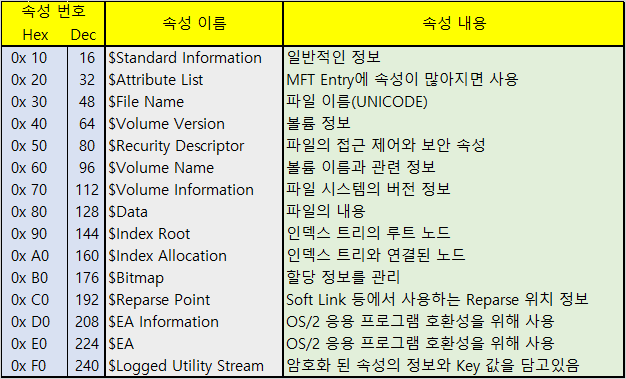 속성 번호 속성 이름 속성 내용
Hex Dec
0x 10 16 $Standard Information 일반적인 정보
0x 20 32 $Attribute List MFT Entry에 속성이 많아지면 사용
0x 30 48 $File Name 파일 이름(UNICODE)
0x 40 64 $Volume Version 볼륨 정보
0x 50 80 $Recurity Descriptor 파일의 접근 제어와 보안 속성
0x 60 96 $Volume Name 볼륨 이름과 관련 정보
0x 70 112 $Volume Information 파일 시스템의 버전 정보
0x 80 128 $Data 파일의 내용
0x 90 144 $Index Root 인덱스 트리의 루트 노드
0x A0 160 $Index Allocation 인덱스 트리와 연결된 노드
0x B0 176 $Bitmap 할당 정보를 관리
0x C0 192 $Reparse Point Soft Link 등에서 사용하는 Reparse 위치 정보
0x D0 208 $EA Information OS/2 응용 프로그램 호환성을 위해 사용
0x E0 224 $EA OS/2 응용 프로그램 호환성을 위해 사용
0x F0 240 $Logged Utility Stream 암호화 된 속성의 정보와 Key 값을 담고있음